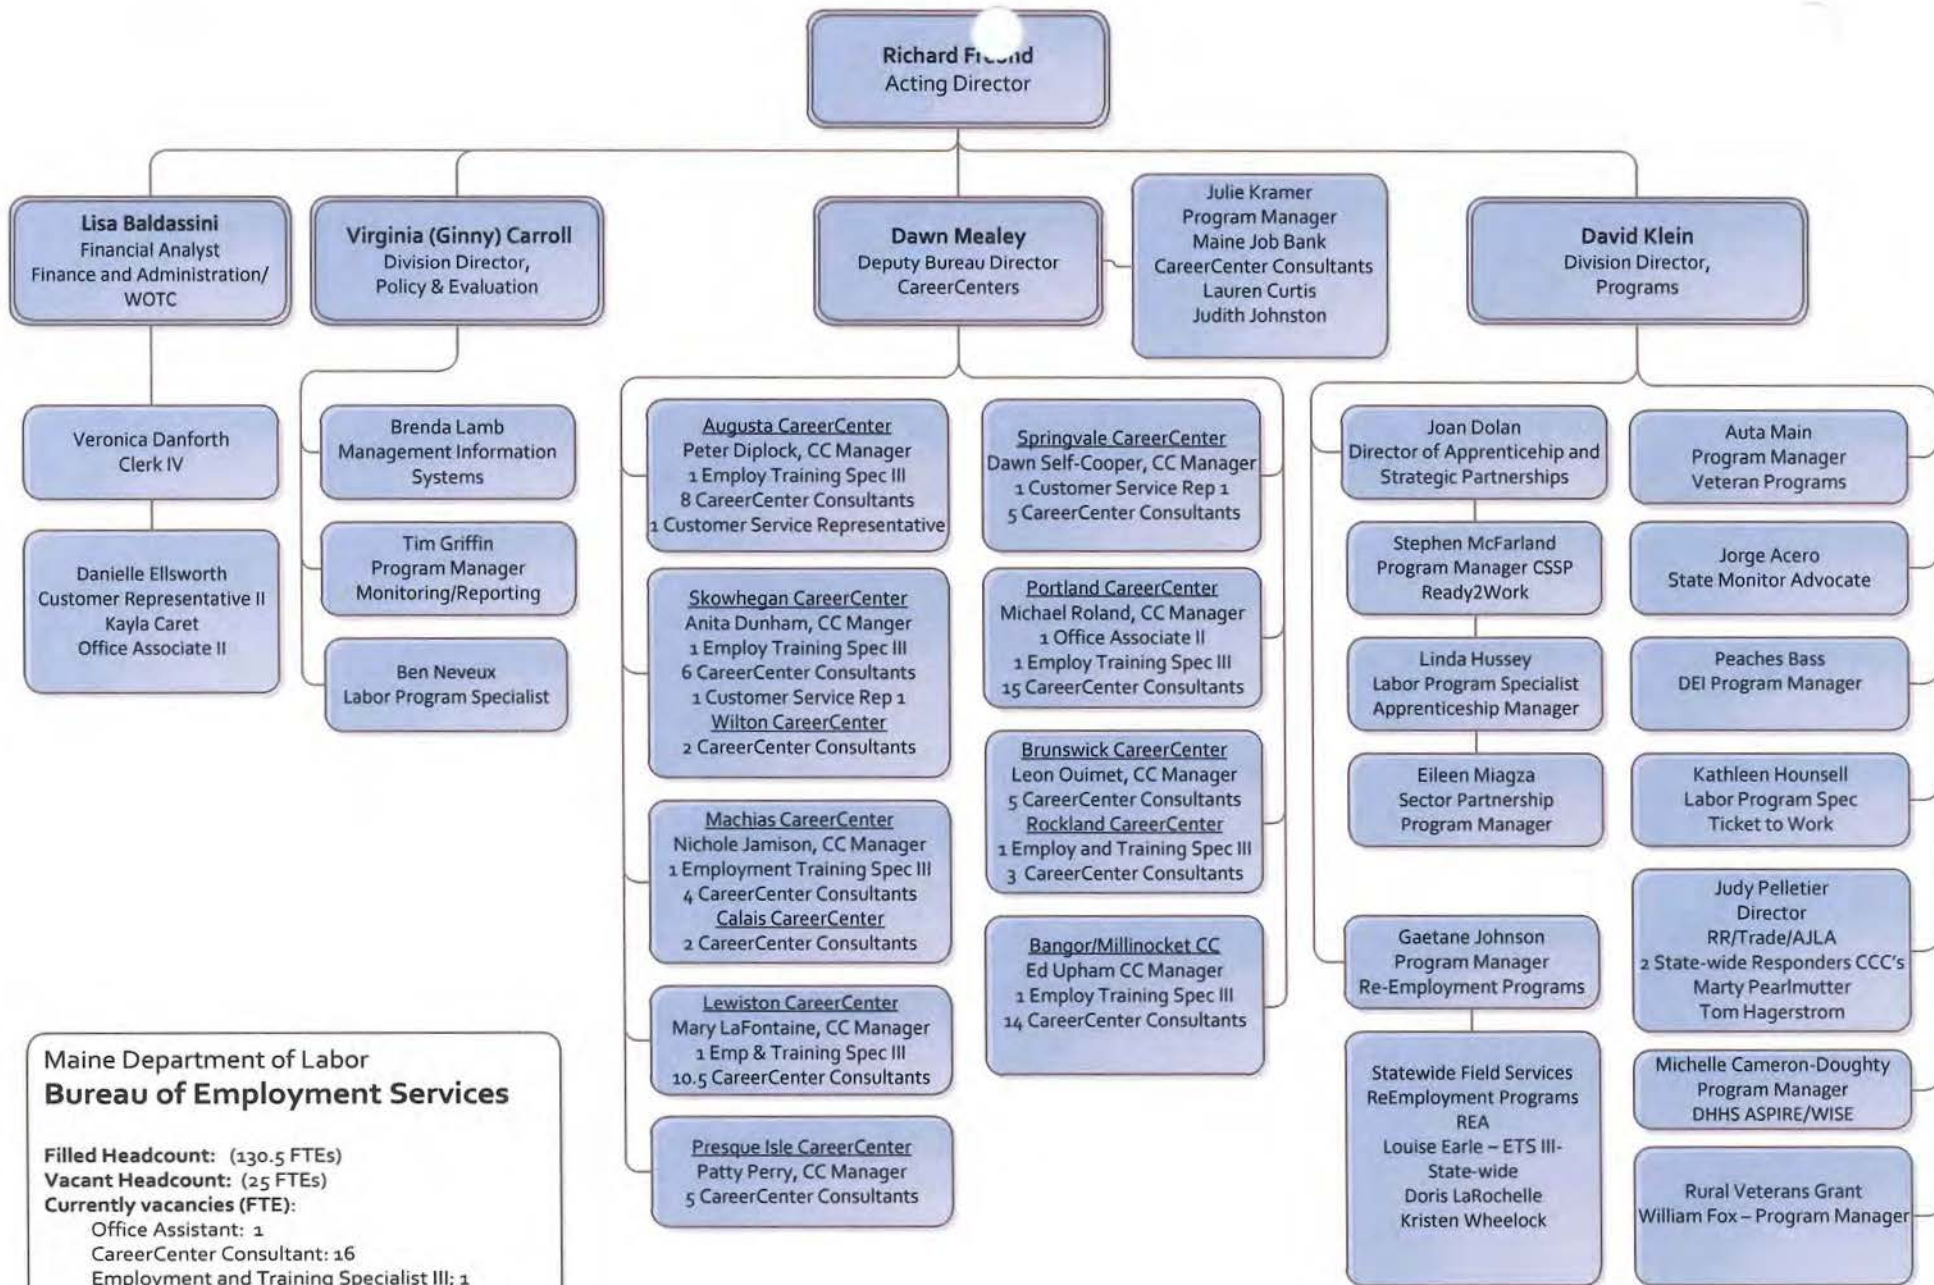 Richard
Acting Director
Lisa Baldassini
Financial Analyst
Finance and Administration/
WOTC
Virginia (Ginny) Carroll
Division Director,
Policy & Evaluation
Dawn Mealey
Deputy Bureau Director
CareerCenters
Julie Kramer
Program Manager
Maine Job Bank
CareerCenter Consultants
Lauren Curtis
Judith Johnston
David Klein
Division Director,
Programs
Veronica Danforth
Clerk IV
Danielle Ellsworth
Customer Representative II
Kayla Caret
Office Associate II
Brenda Lamb
Management Information
Systems
Tim Griffin
Program Manager
Monitoring/Reporting
Ben Neveux
Labor Program Specialist
Augusta CareerCenter
Peter Diplock, CC Manager
1 Employ Training Spec III
8 CareerCenter Consultants
1 Customer Service Representative
Skowhegan CareerCenter
Anita Dunham, CC Manger
1 Employ Training Spec III
6 CareerCenter Consultants
1 Customer Service Rep 1
Wilton CareerCenter
2 CareerCenter Consultants
Machias CareerCenter
Nichole Jamison, CC Manager
1 Employment Training Spec III
4 CareerCenter Consultants
Calais CareerCenter
2 CareerCenter Consultants
Lewiston CareerCenter
Mary LaFontaine, CC Manager
1 Emp & Training Spec III
10.5 CareerCenter Consultants
Presque Isle CareerCenter
Patty Perry, CC Manager
5 CareerCenter Consultants
Springvale CareerCenter
Dawn Self-Cooper, CC Manager
1 Customer Service Rep 1
5 CareerCenter Consultants
Portland CareerCenter
Michael Roland, CC Manager
1 Office Associate II
1 Employ Training Spec III
15 CareerCenter Consultants
Brunswick CareerCenter
Leon Ouimet, CC Manager
5 CareerCenter Consultants
Rockland CareerCenter
1 Employ and Training Spec III
3 CareerCenter Consultants
Bangor/Millinocket CC
Ed Upham CC Manager
1 Employ Training Spec III
14 CareerCenter Consultants
Joan Dolan
Director of Apprenticehip and
Strategic Partnerships
Stephen McFarland
Program Manager CSSP
Ready2Work
Linda Hussey
Labor Program Specialist
Apprenticeship Manager
Eileen Miagza
Sector Partnership
Program Manager
Gaetane Johnson
Program Manager
Re-Employment Programs
Statewide Field Services
ReEmployment Programs
REA
Louise Earle – ETS III-
State-wide
Doris LaRochelle
Kristen Wheelock
Auta Main
Program Manager
Veteran Programs
Jorge Acero
State Monitor Advocate
Peaches Bass
DEI Program Manager
Kathleen Hounsell
Labor Program Spec
Ticket to Work
Judy Pelletier
Director
RR/Trade/AJLA
2 State-wide Responders CCC's
Marty Pearlmutter
Tom Hagerstrom
Michelle Cameron-Doughty
Program Manager
DHHS ASPIRE/WISE
Rural Veterans Grant
William Fox – Program Manager
Maine Department of Labor
Bureau of Employment Services
Filled Headcount: (130.5 FTEs)
Vacant Headcount: (25 FTEs)
Currently vacancies (FTE):
Office Assistant: 1
CareerCenter Consultant: 16
Employment and Training Specialist III: 1